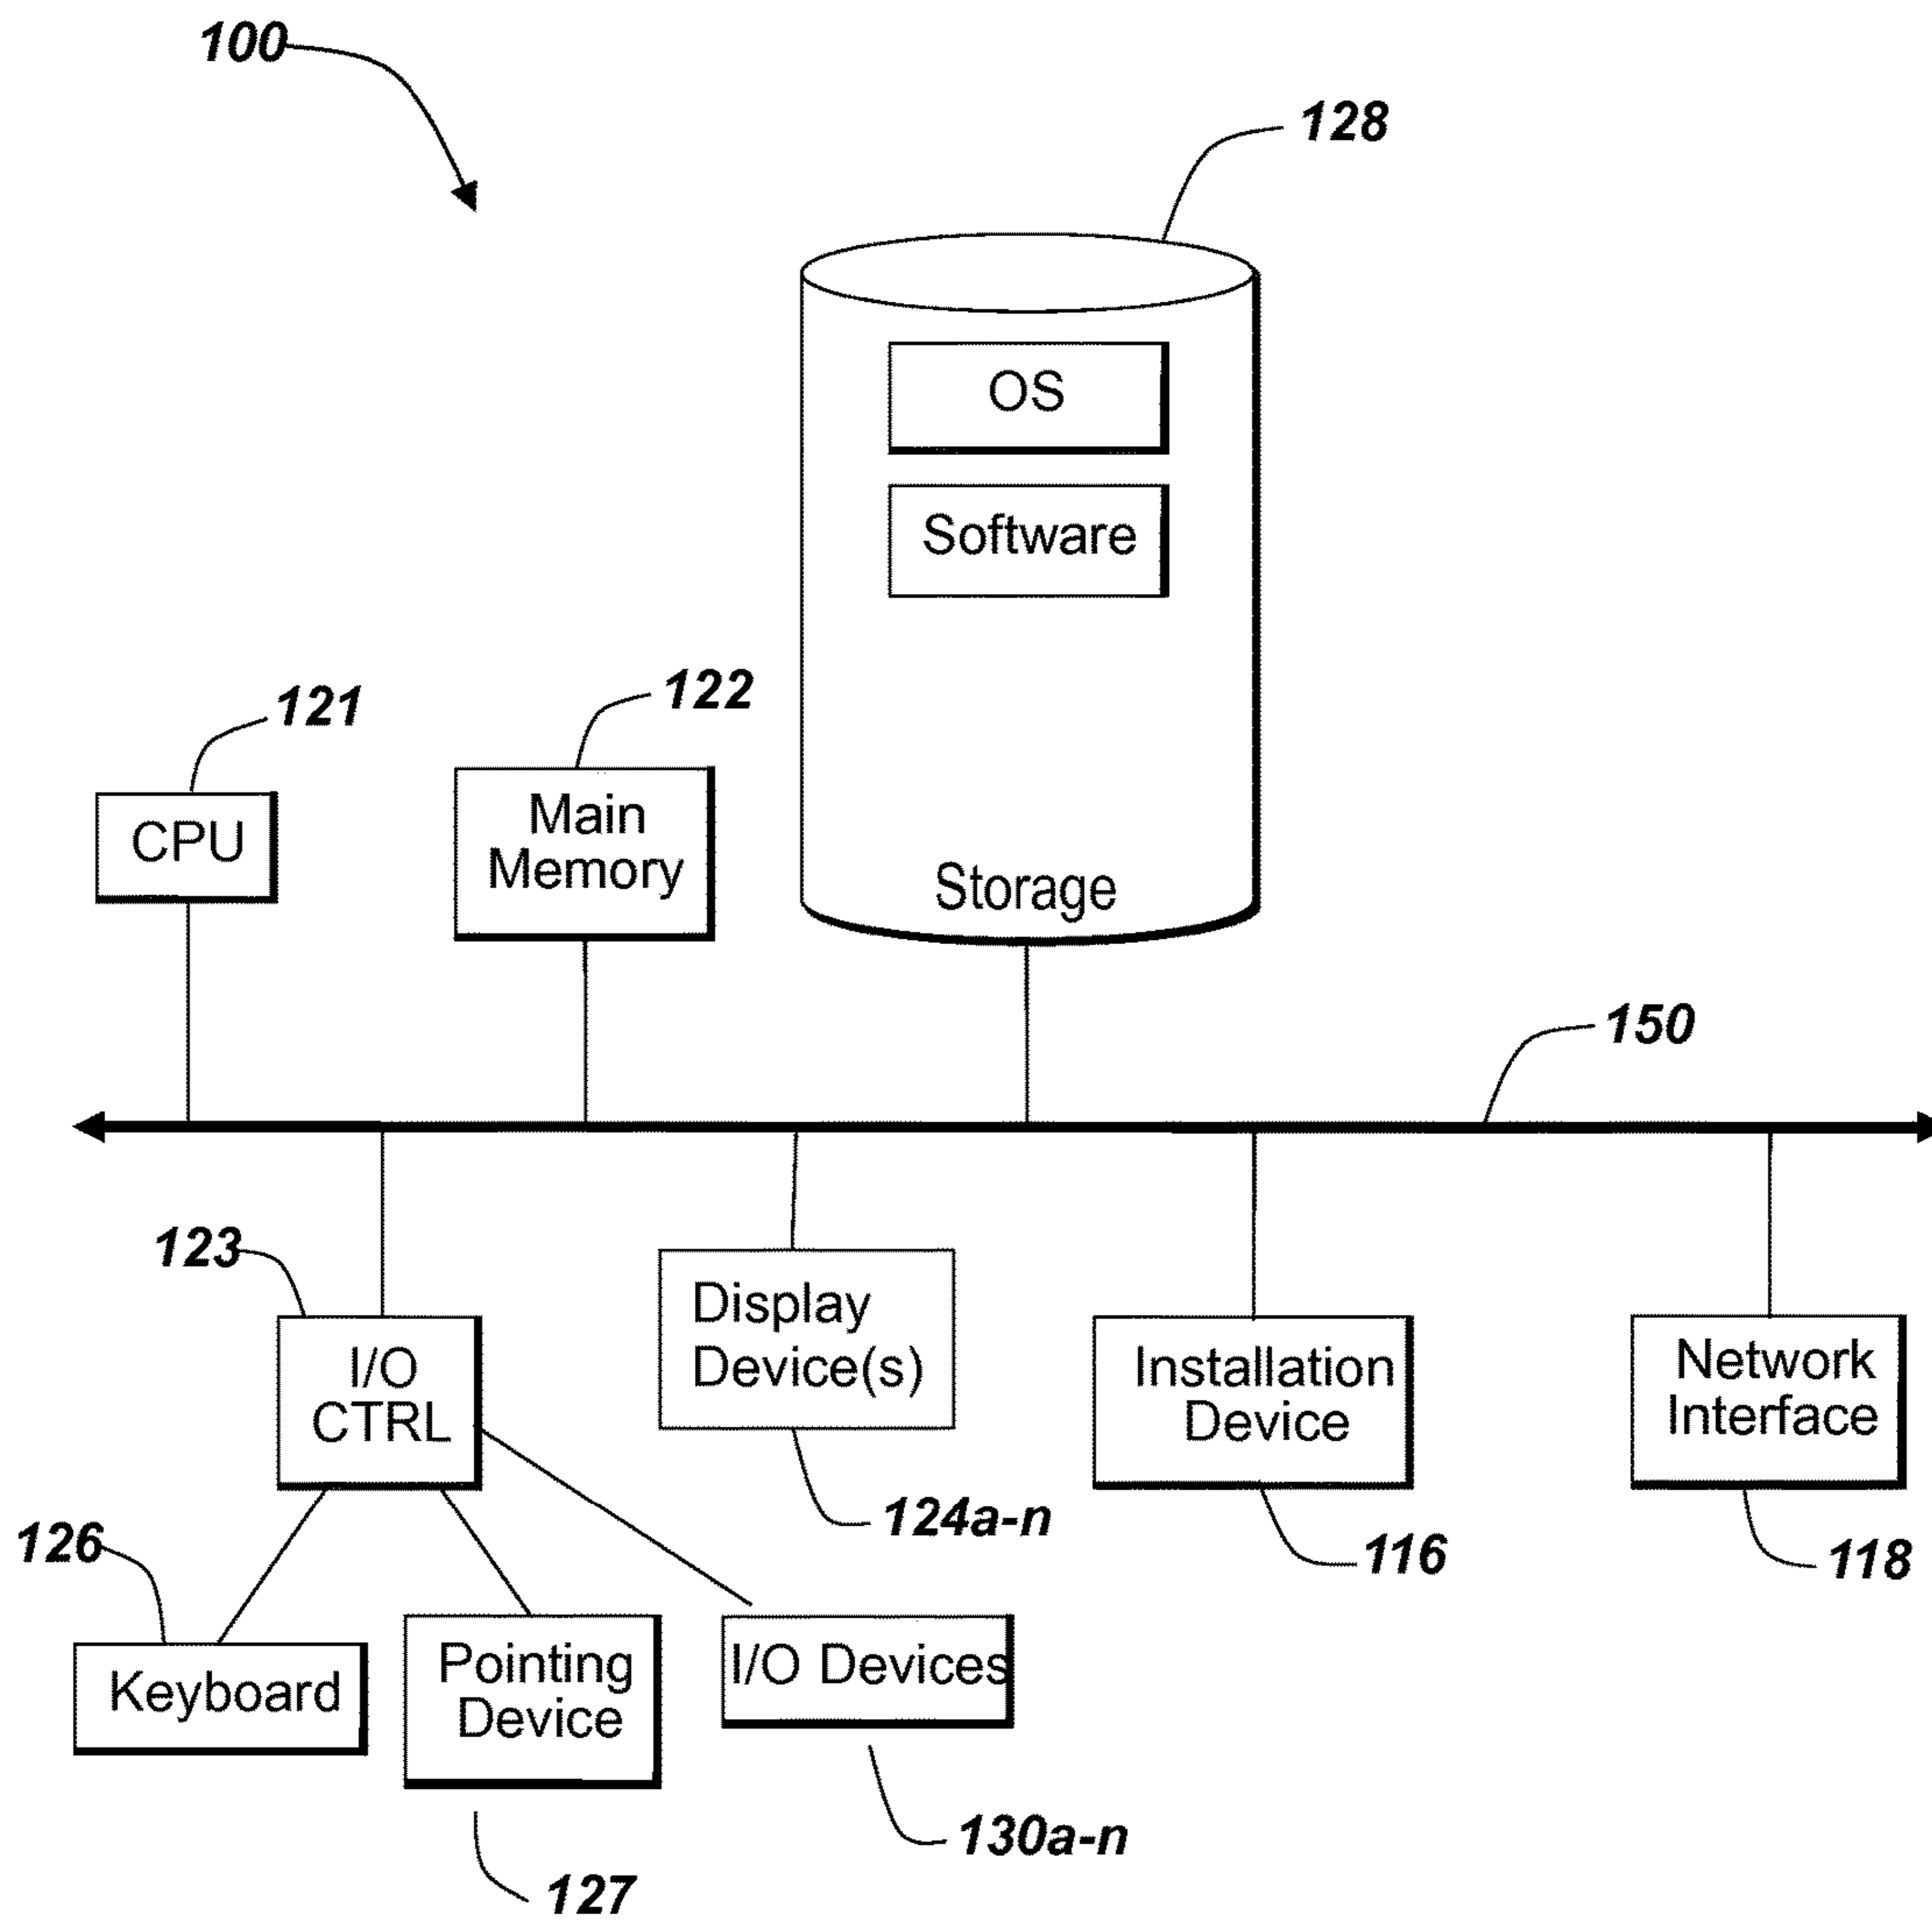 100
128
OS
Software
121
122
CPU
Main
Memory
Storage
150
123
Display
Device(s)
I/O
CTRL
Installation
Device
Network
Interface
124a-n
126
116
118
Keyboard
Pointing
Device
I/O Devices
130a-n
127